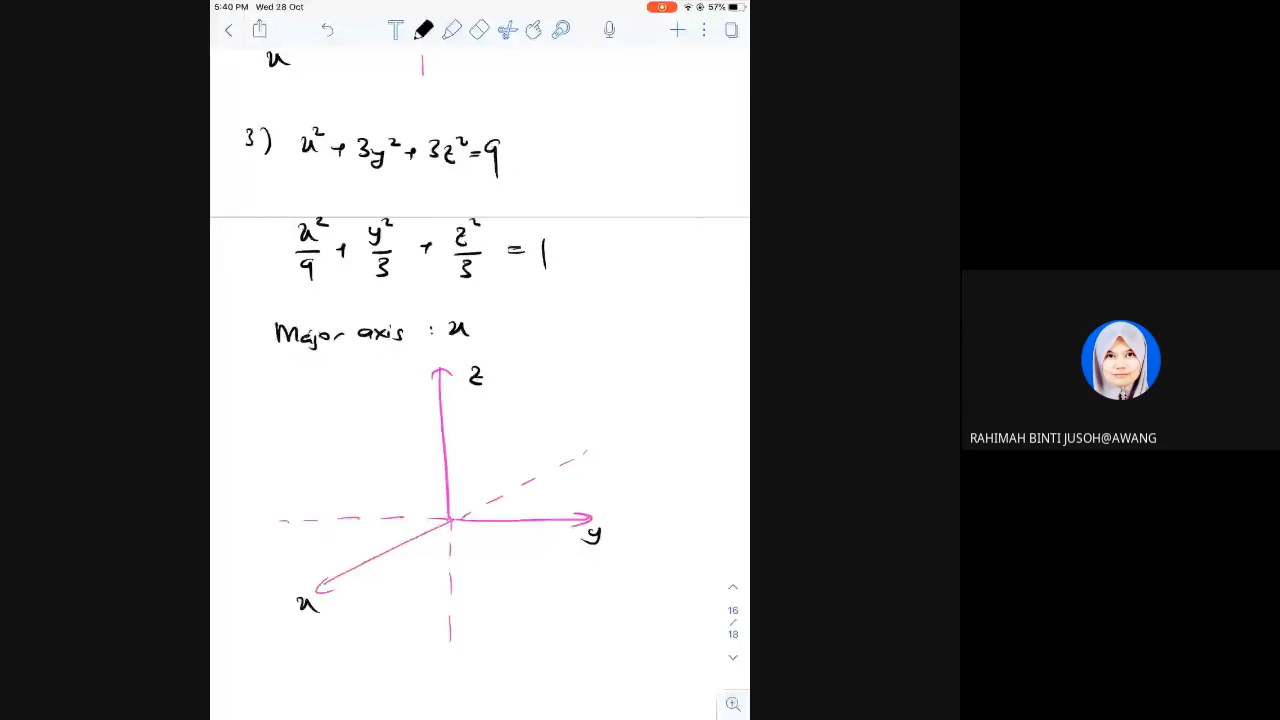 5:40 PM Wed 28 Oct 57%
x
3) x² + 3y² + 3z² = 9
x²/9 + y²/3 + z²/3 = 1
Major axis : x
z
y
x
16
/
18
RAHIMAH BINTI JUSOH@AWANG